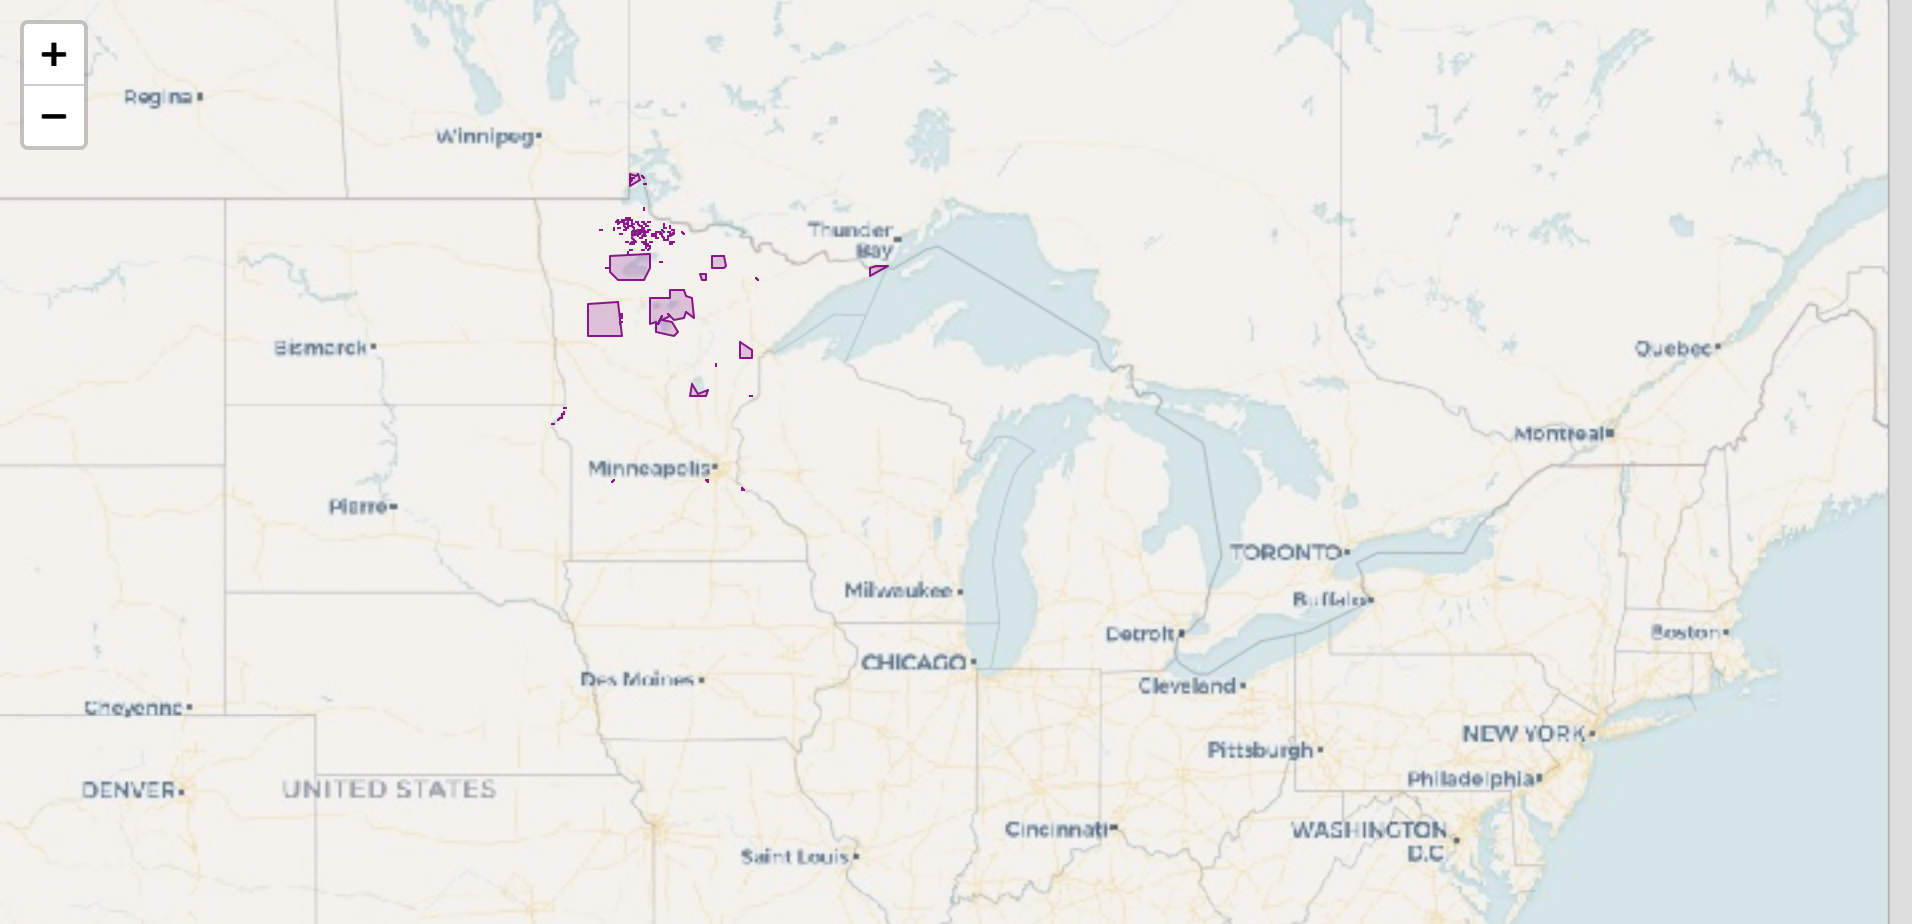 +
−
Regina
Winnipeg
Thunder
Bay
Bismarck
Quebec
Montreal
Minneapolis
Pierre
TORONTO
Milwaukee
Buffalo
Detroit
Boston
CHICAGO
Des Moines
Cleveland
Cheyenne
NEW YORK
Pittsburgh
Philadelphia
DENVER
UNITED STATES
Cincinnati
WASHINGTON
D.C
Saint Louis